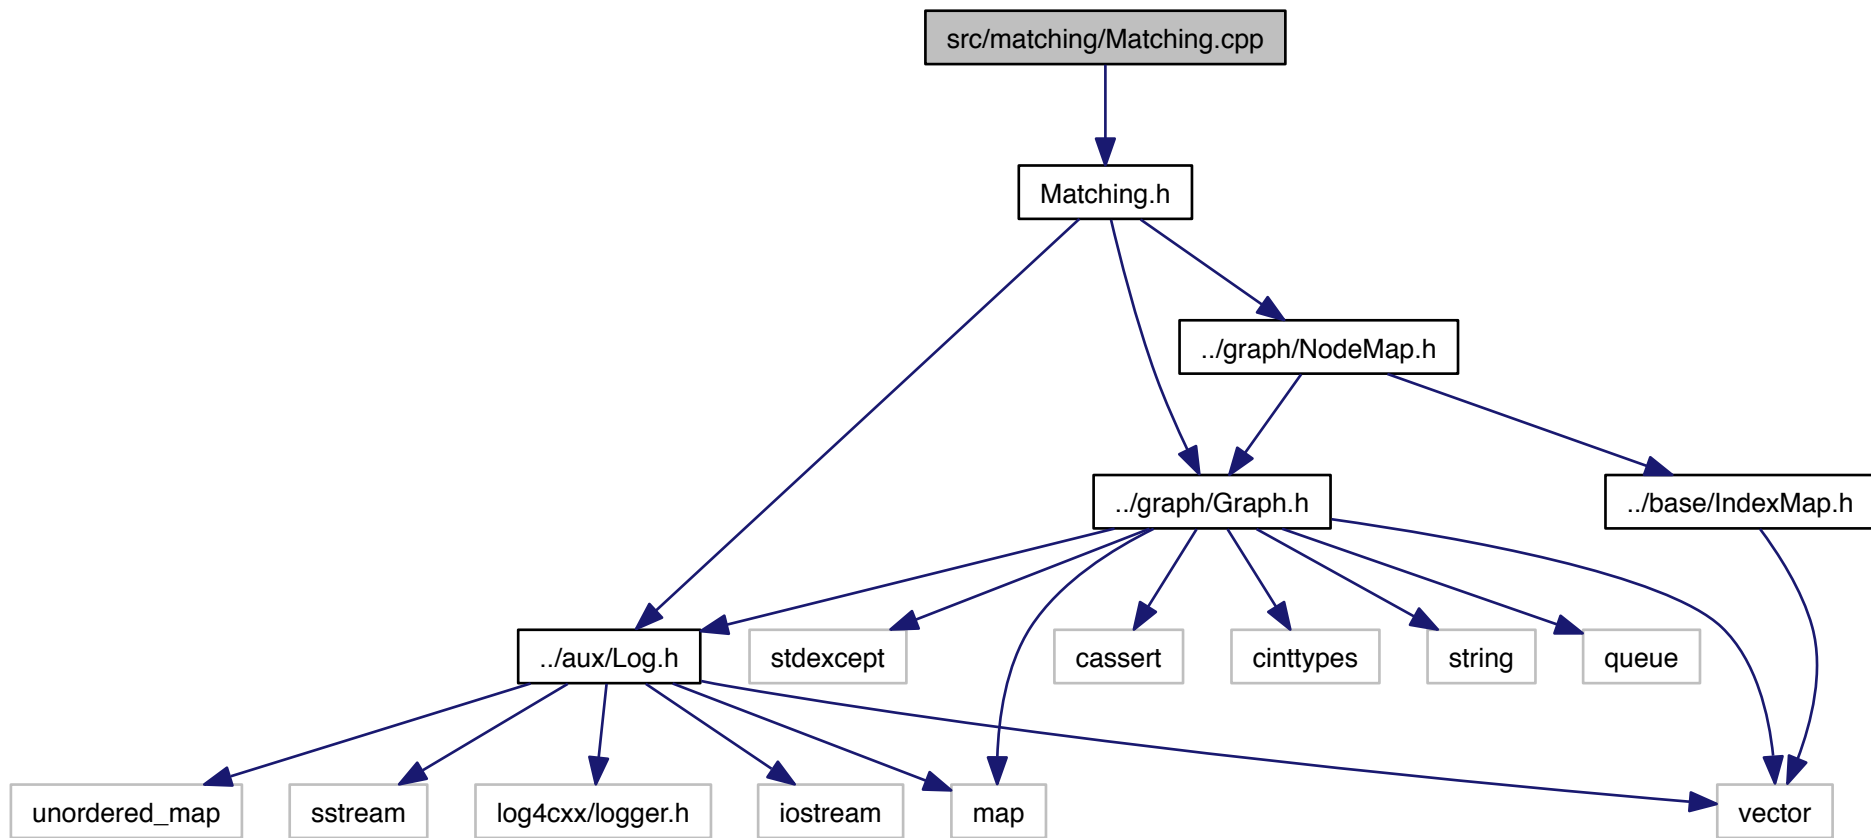 src/matching/Matching.cpp
Matching.h
../graph/NodeMap.h
../graph/Graph.h
../base/IndexMap.h
../aux/Log.h
stdexcept
cassert
cinttypes
string
queue
unordered_map
sstream
log4cxx/logger.h
iostream
map
vector